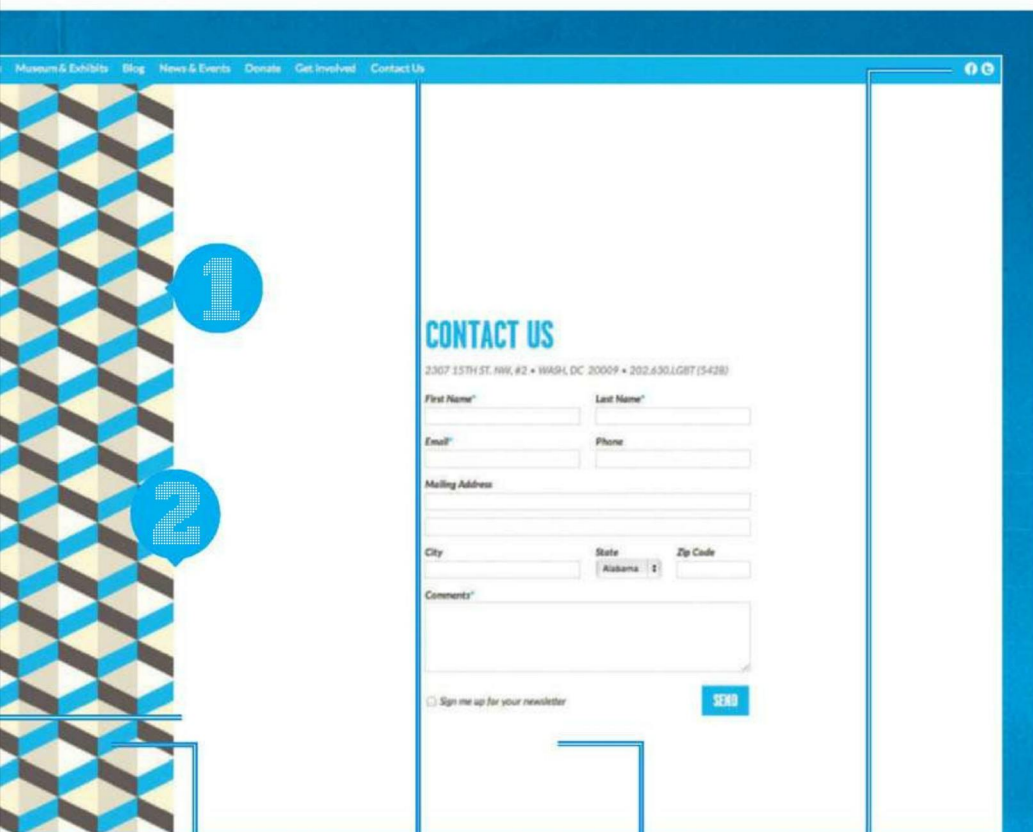 Museum & Exhibits Blog News & Events Donate Get Involved Contact Us
1
CONTACT US
2307 15TH ST. NW, #2 • WASH, DC 20009 • 202.630.LGBT (5428)
First Name* Last Name*
Email* Phone
Mailing Address
2
City State Zip Code
Alabama
Comments*
Sign me up for your newsletter SEND